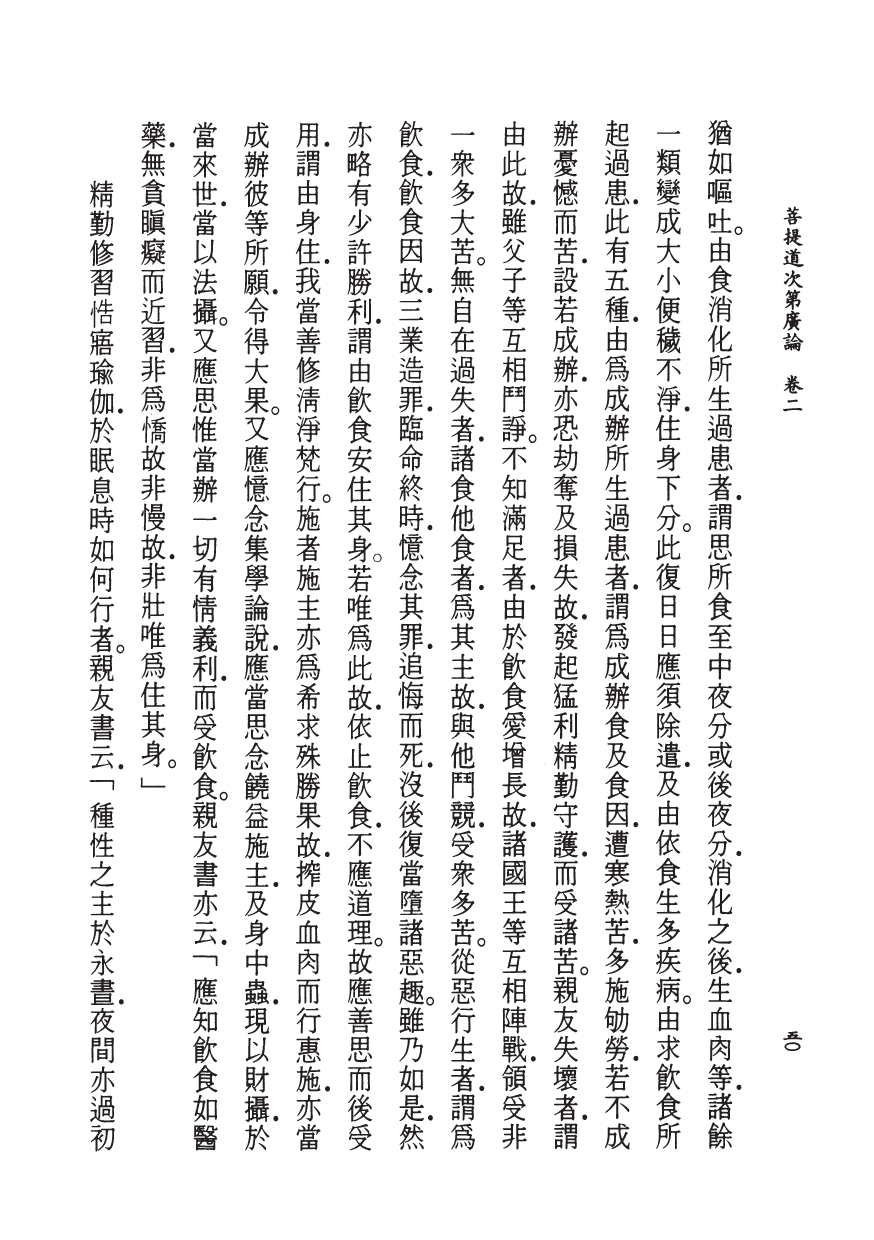 菩提道次第廣論　卷二
五〇
猶如嘔吐。由食消化所生過患者．謂思所食至中夜分或後夜分．消化之後．生血肉等．諸餘
一類變成大小便穢不淨．住身下分。此復日日應須除遣．及由依食生多疾病。由求飲食所
起過患．此有五種．由爲成辦所生過患者．謂爲成辦食及食因．遭寒熱苦．多施劬勞．若不成
辦憂慽而苦．設若成辦．亦恐劫奪及損失故．發起猛利精勤守護．而受諸苦。親友失壞者．謂
由此故．雖父子等互相鬥諍。不知滿足者．由於飲食愛增長故．諸國王等互相陣戰．領受非
一衆多大苦。無自在過失者．諸食他食者．爲其主故．與他鬥競．受衆多苦。從惡行生者．謂爲
飲食．飲食因故．三業造罪．臨命終時．憶念其罪．追悔而死．沒後復當墮諸惡趣。雖乃如是．然
亦略有少許勝利．謂由飲食安住其身。若唯爲此故．依止飲食．不應道理。故應善思而後受
用．謂由身住．我當善修淸淨梵行。施者施主亦爲希求殊勝果故．搾皮血肉而行惠施．亦當
成辦彼等所願．令得大果。又應憶念集學論說．應當思念饒益施主．及身中蟲．現以財攝．於
當來世．當以法攝。又應思惟當辦一切有情義利．而受飲食。親友書亦云．「應知飲食如醫
藥．無貪瞋癡而近習．非爲憍故非慢故．非壯唯爲住其身。」
精勤修習悎寤瑜伽．於眠息時如何行者。親友書云．「種性之主於永晝．夜間亦過初